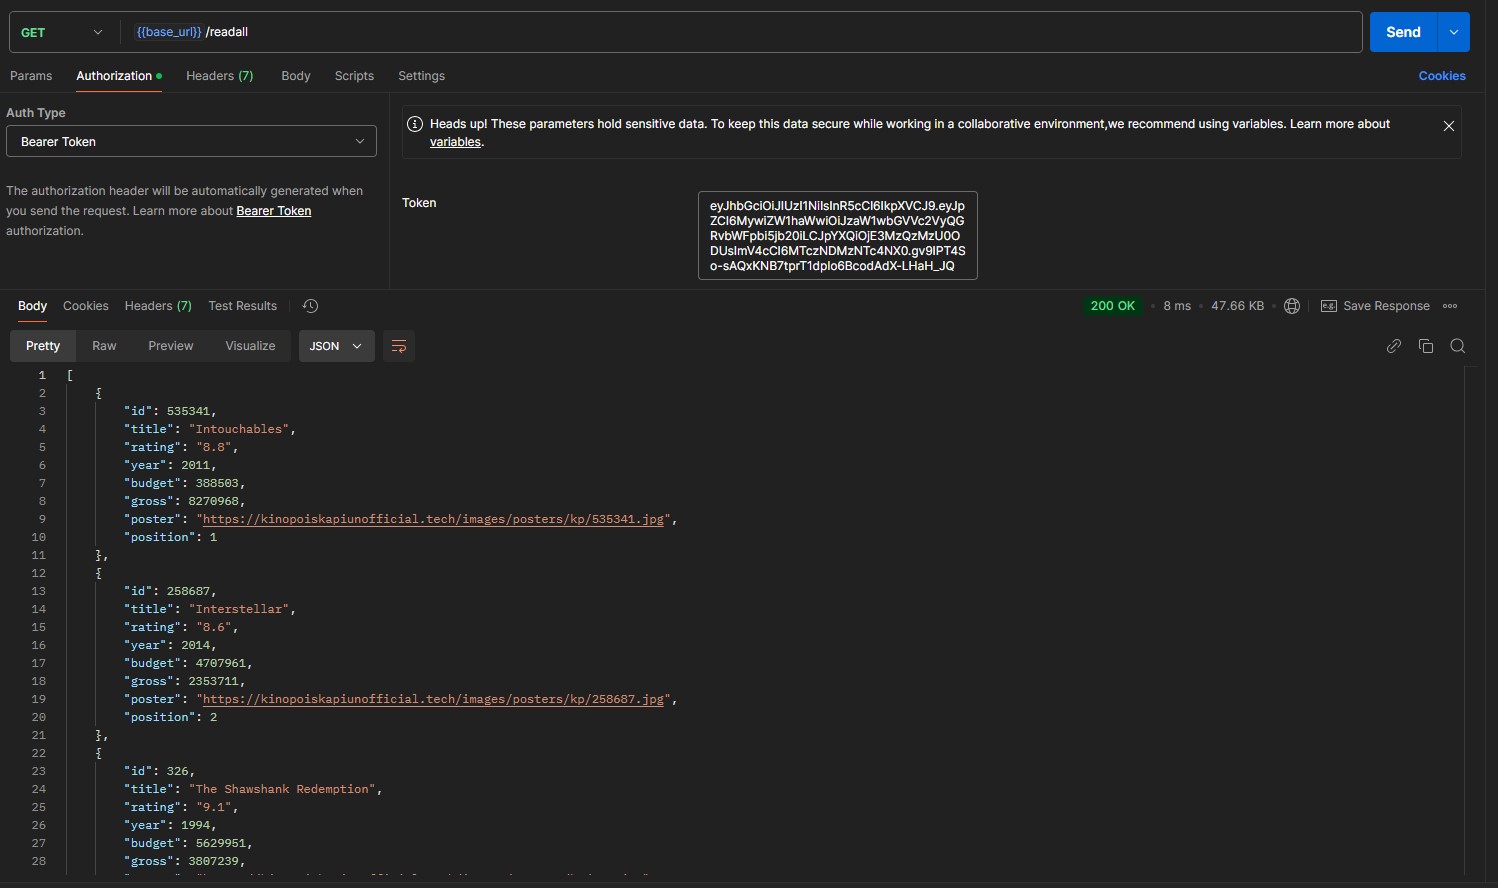 GET {{base_url}} /readall Send
Params Authorization Headers (7) Body Scripts Settings Cookies
Auth Type
Bearer Token
The authorization header will be automatically generated when
you send the request. Learn more about Bearer Token
authorization.
Heads up! These parameters hold sensitive data. To keep this data secure while working in a collaborative environment,we recommend using variables. Learn more about
variables.
Token
eyJhbGciOiJIUzI1NiIsInR5cCI6IkpXVCJ9.eyJp
ZCI6MywiZW1haWwiOiJzaW1wbGVVc2VyQG
RvbWFpbi5jb20iLCJpYXQiOjE3MzQzMzU0O
DUsImV4cCI6MTczNDMzNTc4NX0.gv9IPT4S
o-sAQxKNB7tprT1dplo6BcodAdX-LHaH_JQ
Body Cookies Headers (7) Test Results 200 OK 8 ms 47.66 KB e.g. Save Response
Pretty Raw Preview Visualize JSON
1 [
2 {
3 "id": 535341,
4 "title": "Intouchables",
5 "rating": "8.8",
6 "year": 2011,
7 "budget": 388503,
8 "gross": 8270968,
9 "poster": "https://kinopoiskapiunofficial.tech/images/posters/kp/535341.jpg",
10 "position": 1
11 },
12 {
13 "id": 258687,
14 "title": "Interstellar",
15 "rating": "8.6",
16 "year": 2014,
17 "budget": 4707961,
18 "gross": 2353711,
19 "poster": "https://kinopoiskapiunofficial.tech/images/posters/kp/258687.jpg",
20 "position": 2
21 },
22 {
23 "id": 326,
24 "title": "The Shawshank Redemption",
25 "rating": "9.1",
26 "year": 1994,
27 "budget": 5629951,
28 "gross": 3807239,